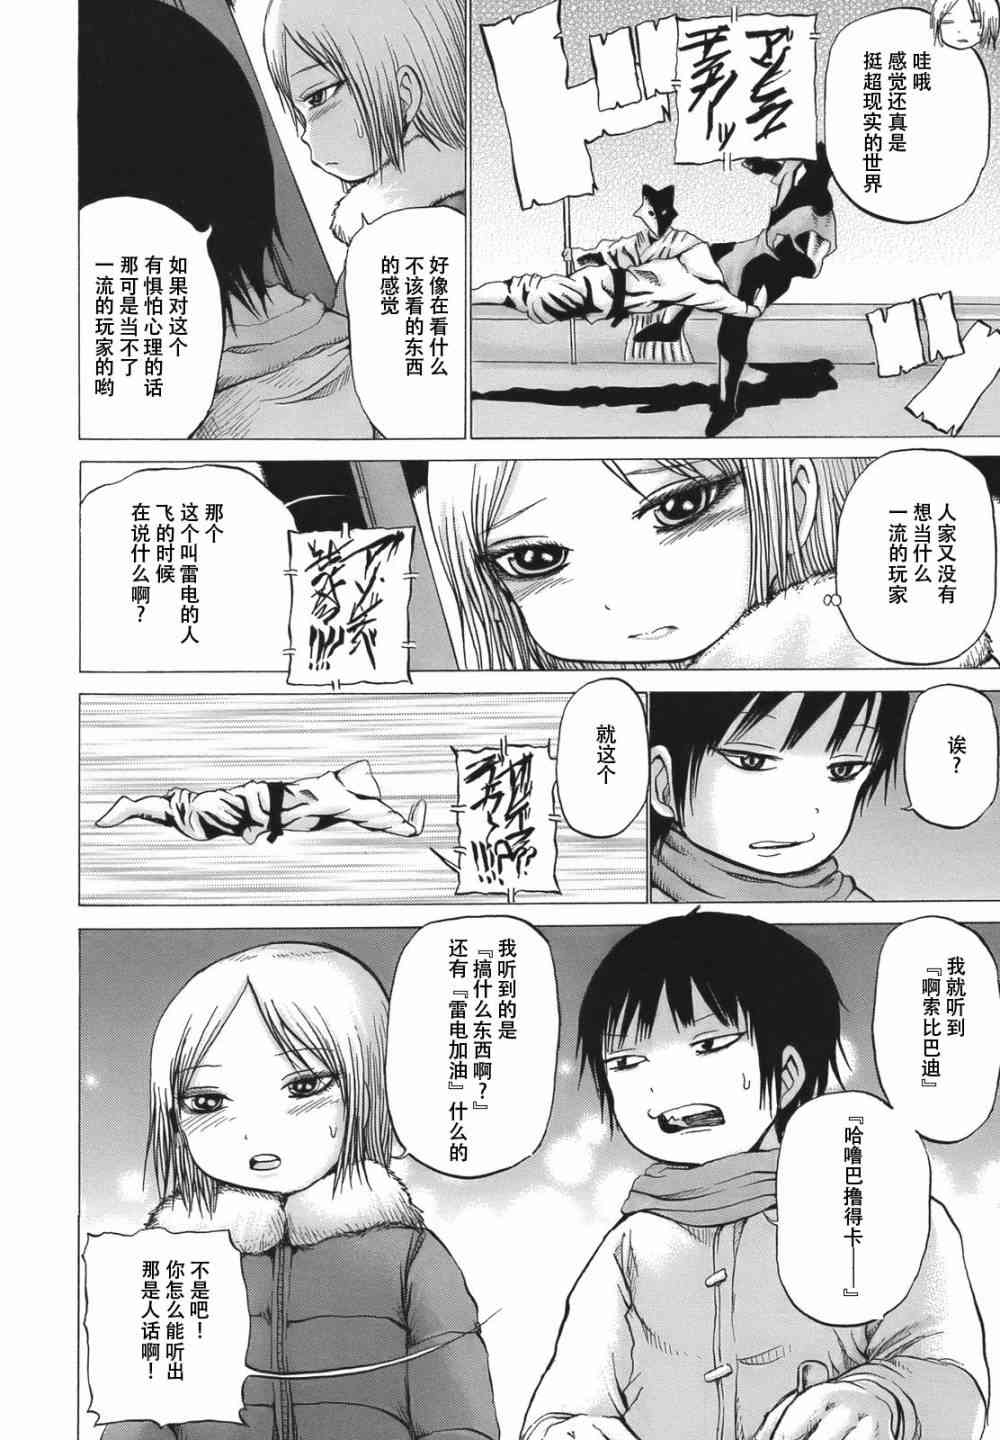 哇哦
感觉还真是
挺超现实的世界
好像在看什么
不该看的东西
的感觉
如果对这个
有惧怕心理的话
那可是当不了
一流的玩家的哟
人家又没有
想当什么
一流的玩家
那个
这个叫雷电的人
飞的时候
在说什么啊？
诶？
就这个
我就听到
『啊索比巴迪』
『哈噜巴撸得卡——』
我听到的是
『搞什么东西啊？』
还有『雷电加油』什么的
不是吧！
你怎么能听出
那是人话啊！